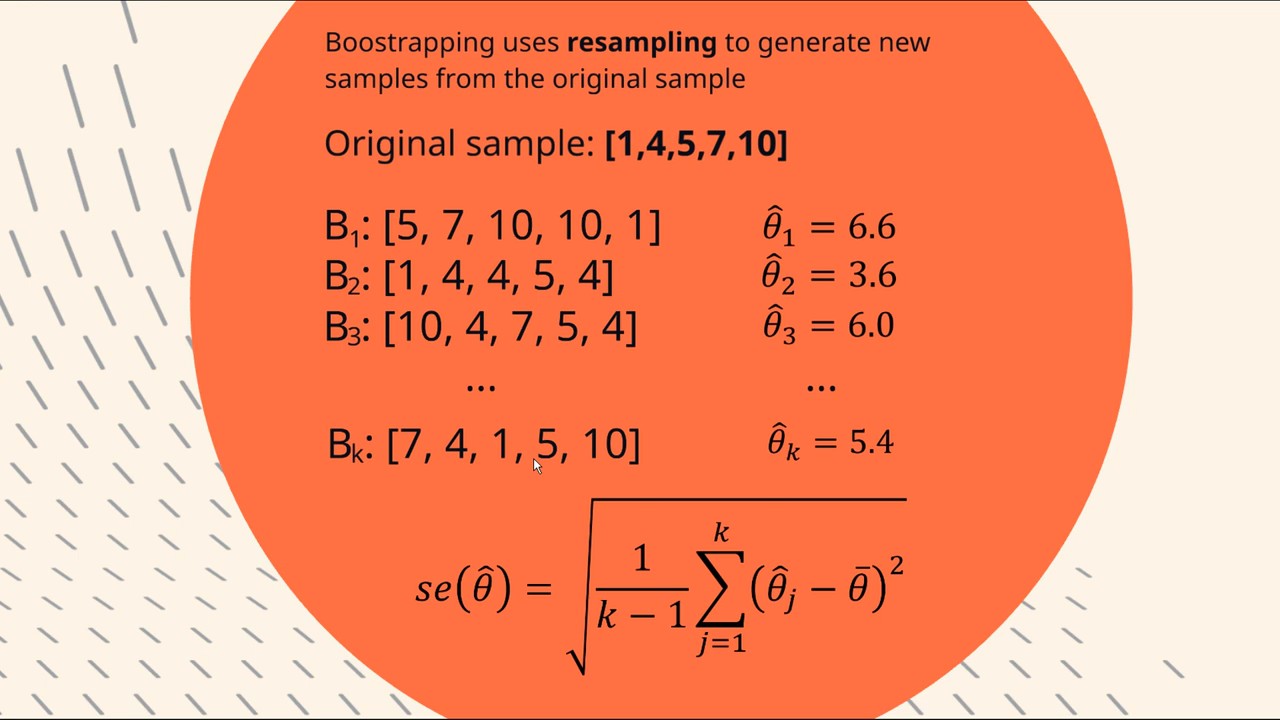 Boostrapping uses resampling to generate new
samples from the original sample
Original sample: [1,4,5,7,10]
B₁: [5, 7, 10, 10, 1] θ̂₁ = 6.6
B₂: [1, 4, 4, 5, 4] θ̂₂ = 3.6
B₃: [10, 4, 7, 5, 4] θ̂₃ = 6.0
... ...
Bₖ: [7, 4, 1, 5, 10] θ̂ₖ = 5.4
se(θ̂) = √(1/(k − 1) ∑_{j=1}^{k} (θ̂ⱼ − θ̄)²)